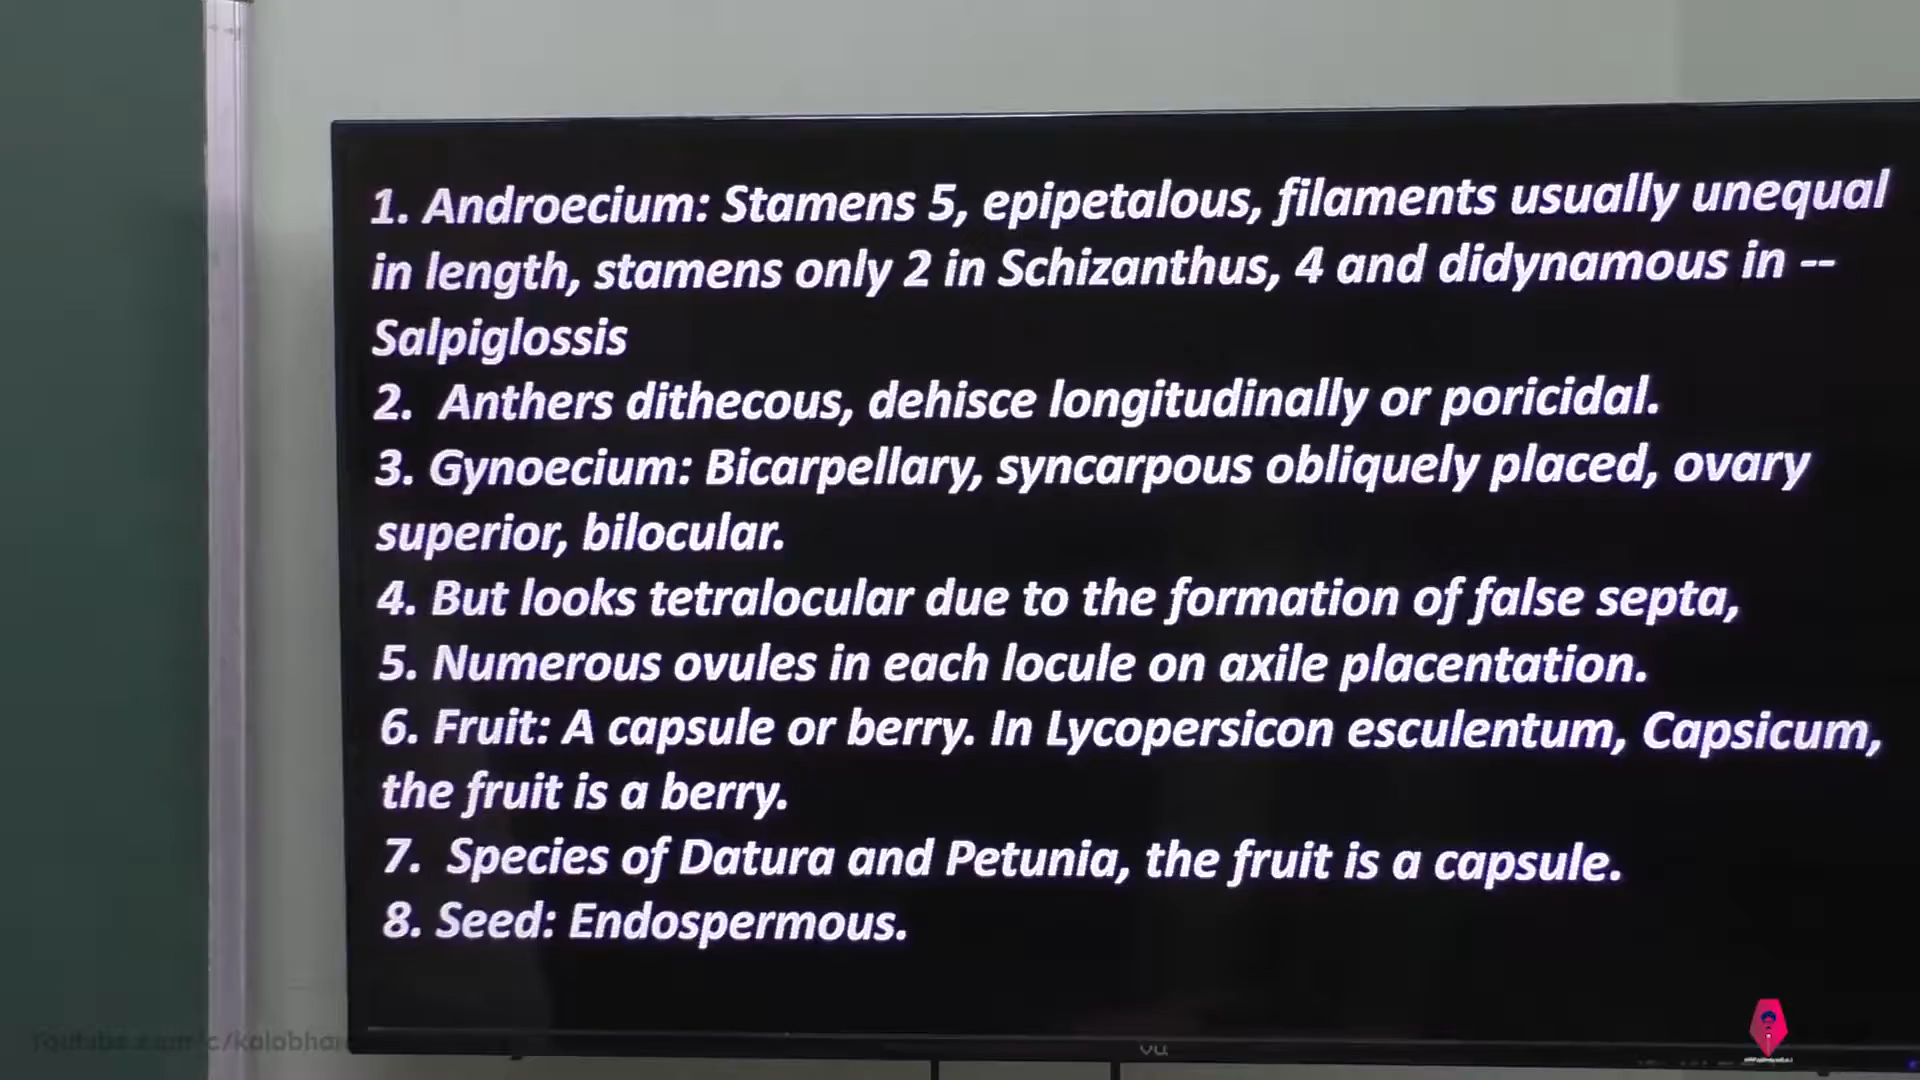 1. Androecium: Stamens 5, epipetalous, filaments usually unequal
in length, stamens only 2 in Schizanthus, 4 and didynamous in --
Salpiglossis
2. Anthers dithecous, dehisce longitudinally or poricidal.
3. Gynoecium: Bicarpellary, syncarpous obliquely placed, ovary
superior, bilocular.
4. But looks tetralocular due to the formation of false septa,
5. Numerous ovules in each locule on axile placentation.
6. Fruit: A capsule or berry. In Lycopersicon esculentum, Capsicum,
the fruit is a berry.
7. Species of Datura and Petunia, the fruit is a capsule.
8. Seed: Endospermous.
vu